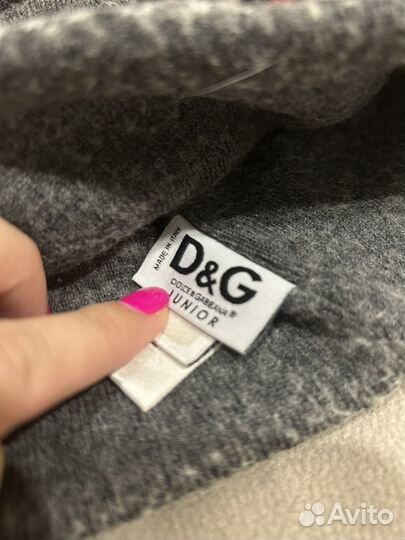 MADE IN ITALY
D&G
DOLCE & GABBANA®
JUNIOR
Avito